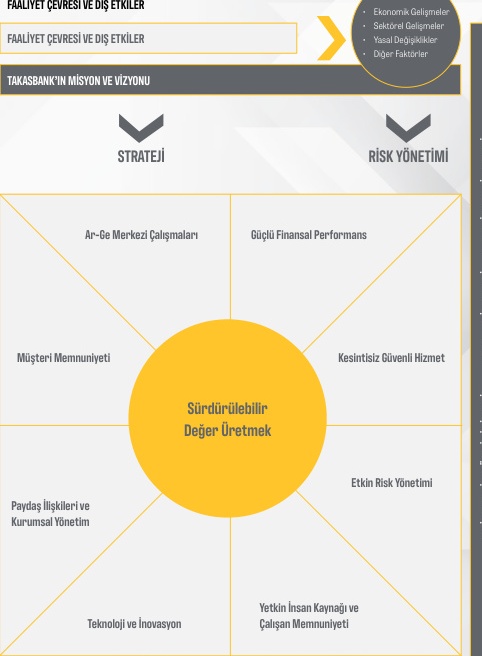 FAALİYET ÇEVRESİ VE DIŞ ETKİLER
FAALİYET ÇEVRESİ VE DIŞ ETKİLER
• Ekonomik Gelişmeler
• Sektörel Gelişmeler
• Yasal Değişiklikler
• Diğer Faktörler
TAKASBANK'IN MİSYON VE VİZYONU
STRATEJİ
RİSK YÖNETİMİ
Ar-Ge Merkezi Çalışmaları
Güçlü Finansal Performans
Müşteri Memnuniyeti
Kesintisiz Güvenli Hizmet
Sürdürülebilir
Değer Üretmek
Etkin Risk Yönetimi
Paydaş İlişkileri ve
Kurumsal Yönetim
Yetkin İnsan Kaynağı ve
Çalışan Memnuniyeti
Teknoloji ve İnovasyon